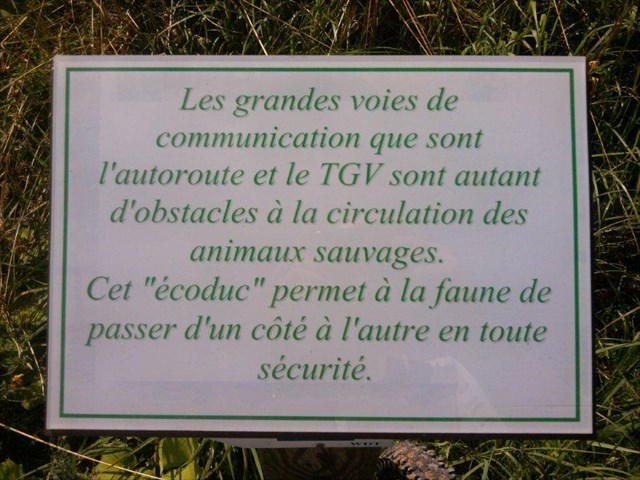 Les grandes voies de
communication que sont
l'autoroute et le TGV sont autant
d'obstacles à la circulation des
animaux sauvages.
Cet "écoduc" permet à la faune de
passer d'un côté à l'autre en toute
sécurité.